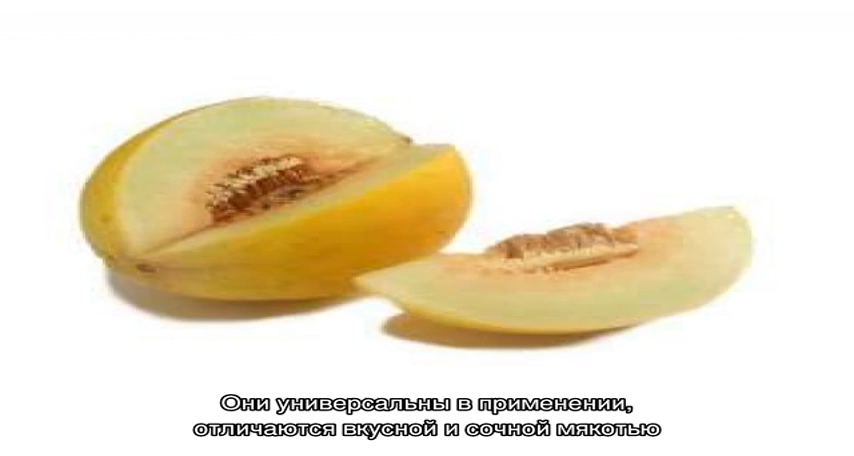 Они универсальны в применении,
отличаются вкусной и сочной мякотью